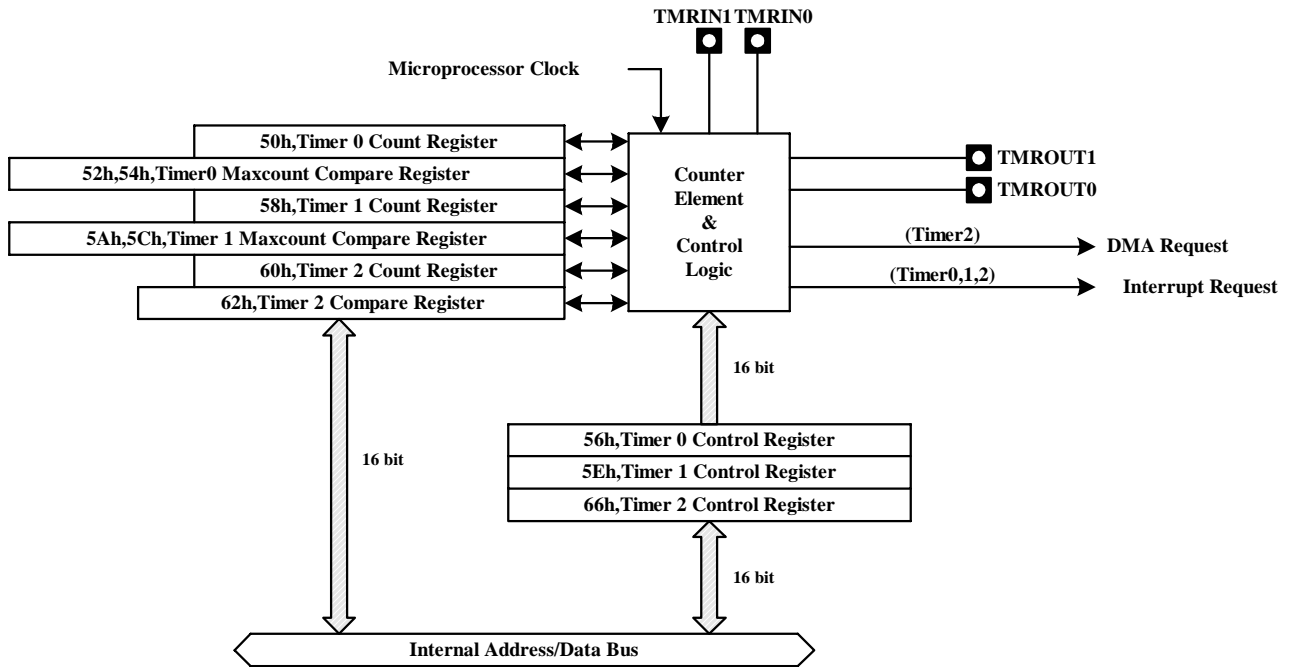 TMRIN1 TMRIN0
Microprocessor Clock
50h,Timer 0 Count Register
52h,54h,Timer0 Maxcount Compare Register
58h,Timer 1 Count Register
5Ah,5Ch,Timer 1 Maxcount Compare Register
60h,Timer 2 Count Register
62h,Timer 2 Compare Register
Counter
Element
&
Control
Logic
TMROUT1
TMROUT0
(Timer2)
DMA Request
(Timer0,1,2)
Interrupt Request
16 bit
56h,Timer 0 Control Register
5Eh,Timer 1 Control Register
66h,Timer 2 Control Register
16 bit
16 bit
Internal Address/Data Bus